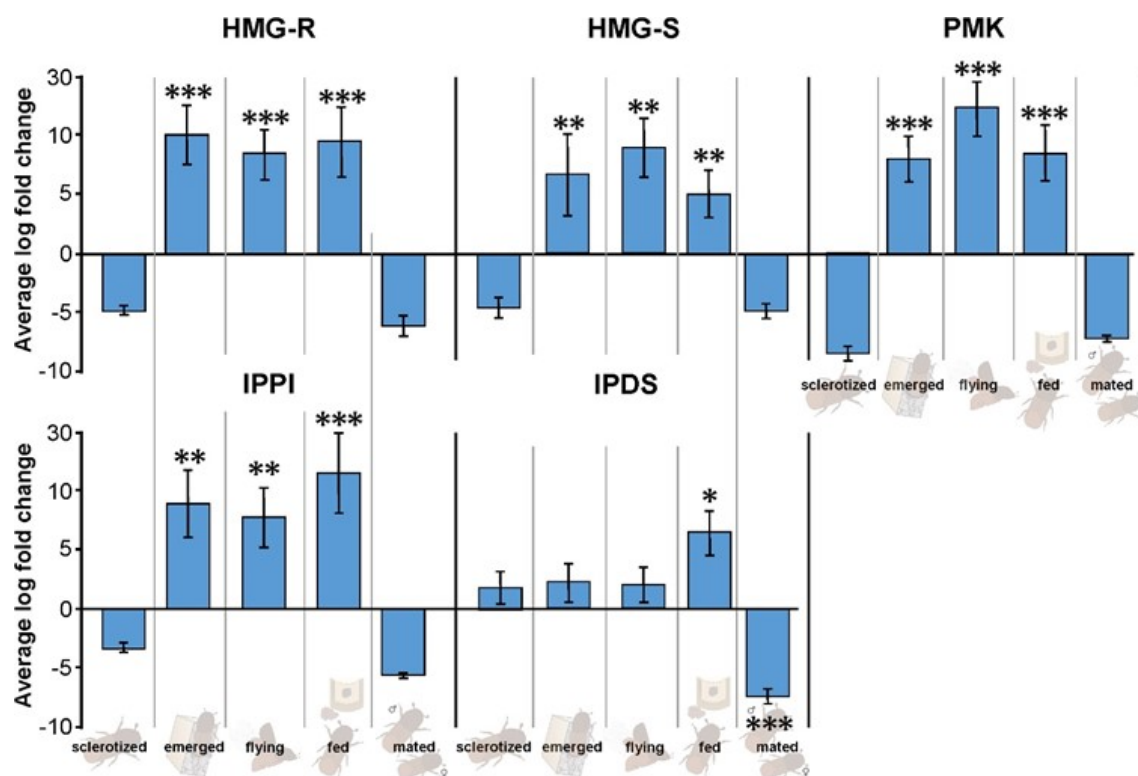 HMG-R HMG-S PMK
Average log fold change
30
10
5
0
-5
-10
*** *** ***
** ** **
*** *** ***
sclerotized emerged flying fed mated
♂
IPPI IPDS
Average log fold change
30
10
5
0
-5
-10
** ** ***
*
***
♂ ♂
sclerotized emerged flying fed mated sclerotized emerged flying fed mated
♀ ♀